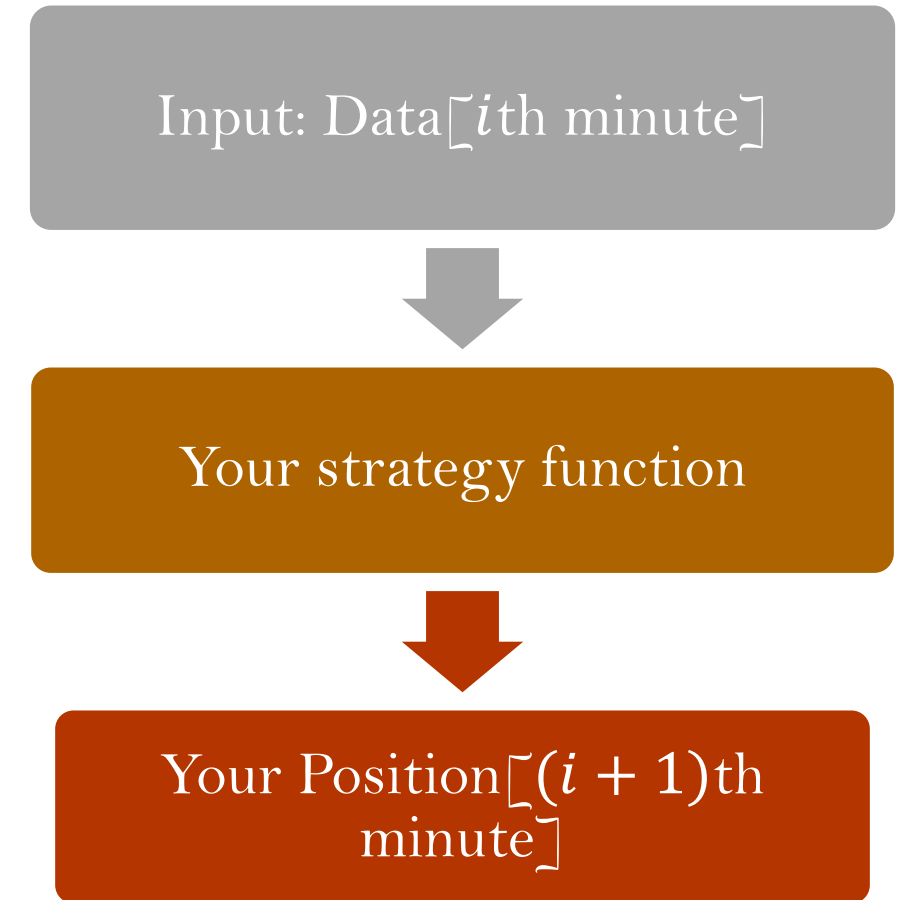 Input: Data[𝑖th minute]
Your strategy function
Your Position[(𝑖 + 1)th
minute]